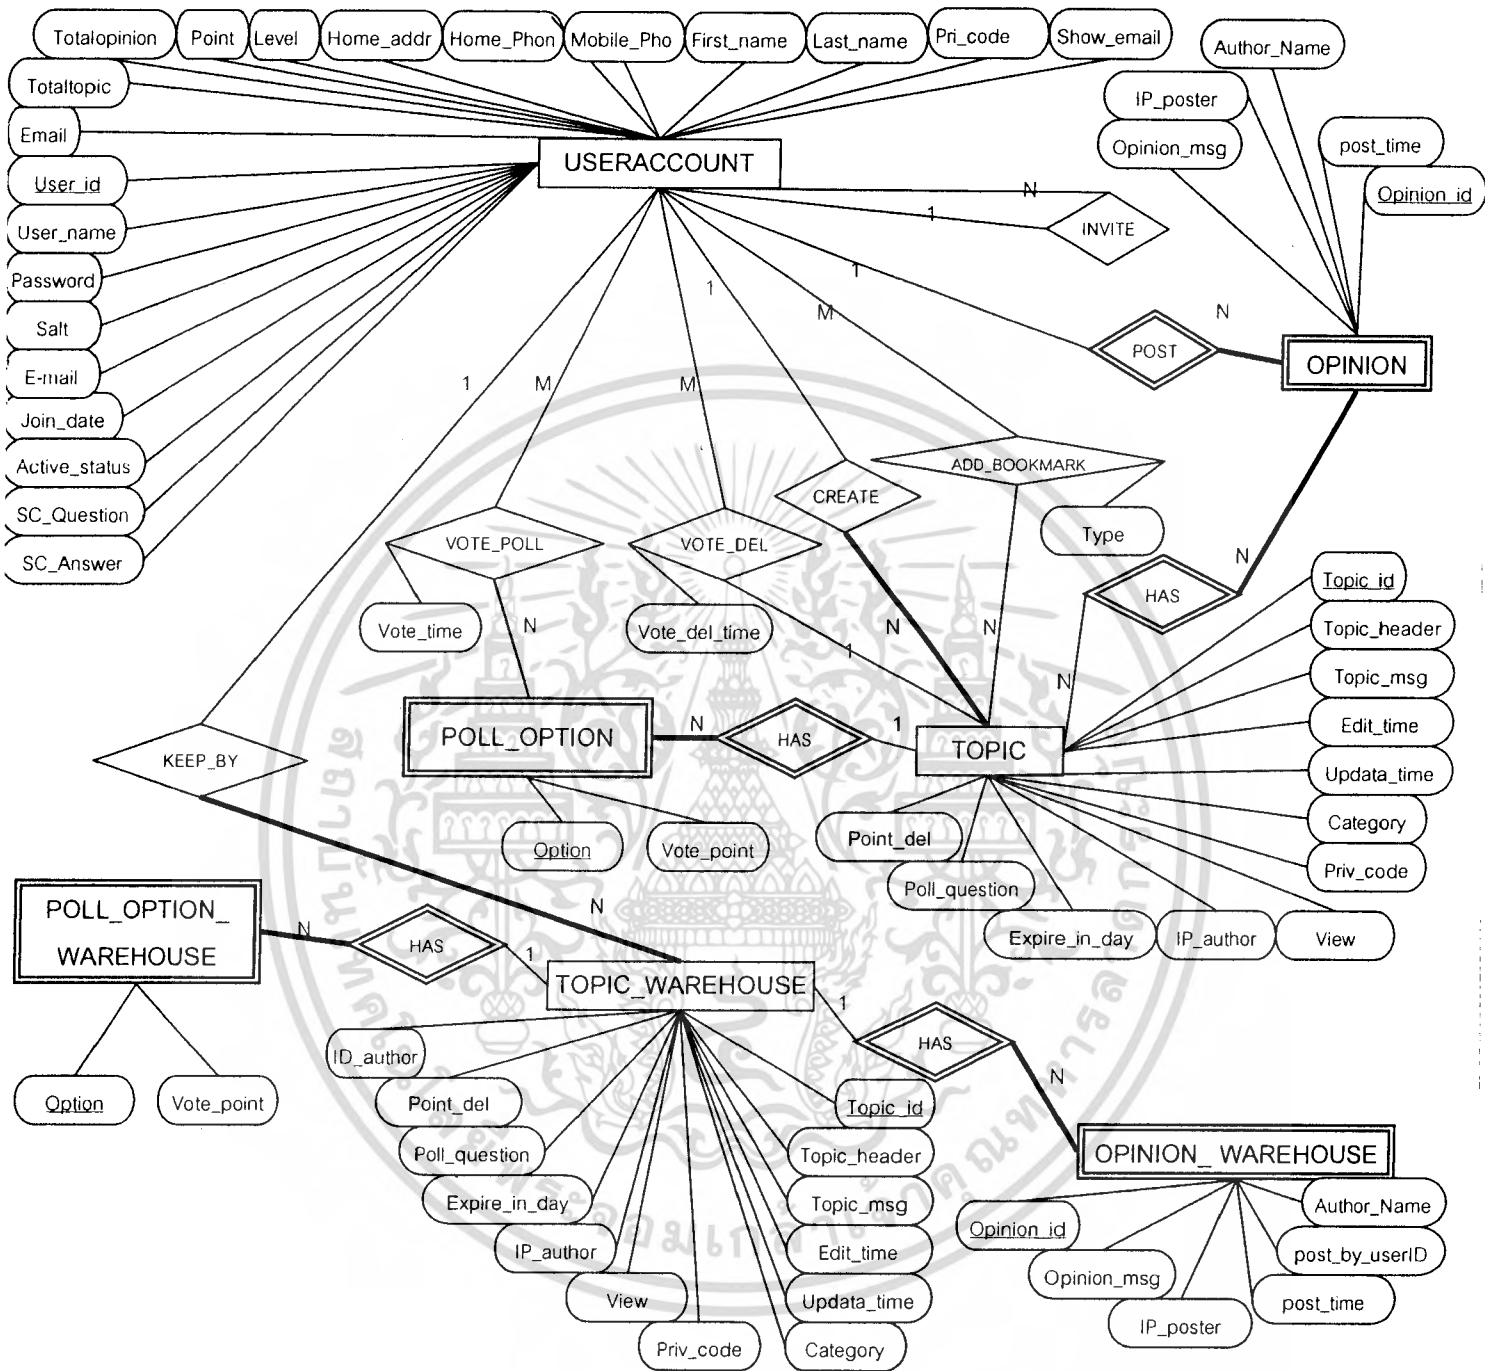 Totalopinion
Point
Level
Home_addr
Home_Phon
Mobile_Pho
First_name
Last_name
Pri_code
Show_email
Author_Name
Totaltopic
IP_poster
Email
Opinion_msg
post_time
USERACCOUNT
User_id
Opinion_id
N
User_name
1
INVITE
Password
1
1
Salt
M
N
POST
OPINION
E-mail
1
M
M
Join_date
Active_status
ADD_BOOKMARK
CREATE
SC_Question
Type
VOTE_POLL
VOTE_DEL
SC_Answer
N
HAS
Topic_id
Vote_time
N
Vote_del_time
N
N
Topic_header
1
N
Topic_msg
POLL_OPTION
N
HAS
1
TOPIC
Edit_time
KEEP_BY
Updata_time
Category
Option
Vote_point
Point_del
Priv_code
Poll_question
POLL_OPTION_
WAREHOUSE
N
N
HAS
1
Expire_in_day
IP_author
View
TOPIC_WAREHOUSE
1
HAS
ID_author
N
Option
Vote_point
Point_del
Topic_id
Poll_question
Topic_header
OPINION_ WAREHOUSE
Expire_in_day
Topic_msg
Author_Name
Opinion_id
IP_author
Edit_time
post_by_userID
Opinion_msg
View
Updata_time
post_time
IP_poster
Priv_code
Category